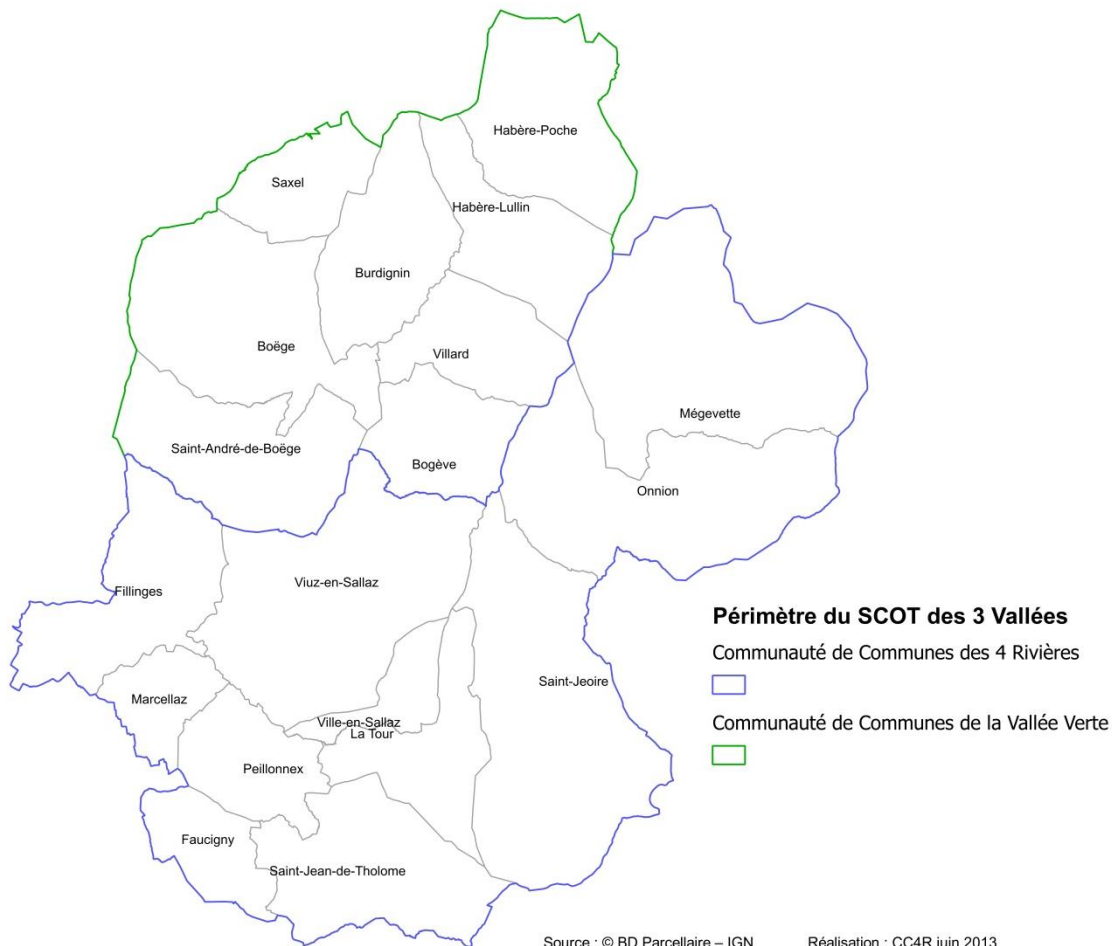 Habère-Poche
Saxel
Habère-Lullin
Burdignin
Boëge
Villard
Mégevette
Saint-André-de-Boëge
Bogève
Onnion
Viuz-en-Sallaz
Fillinges
Périmètre du SCOT des 3 Vallées
Communauté de Communes des 4 Rivières
Saint-Jeoire
Marcellaz
Ville-en-Sallaz
Communauté de Communes de la Vallée Verte
La Tour
Peillonnex
Faucigny
Saint-Jean-de-Tholome
Source : © BD Parcellaire – IGN Réalisation : CC4R juin 2013